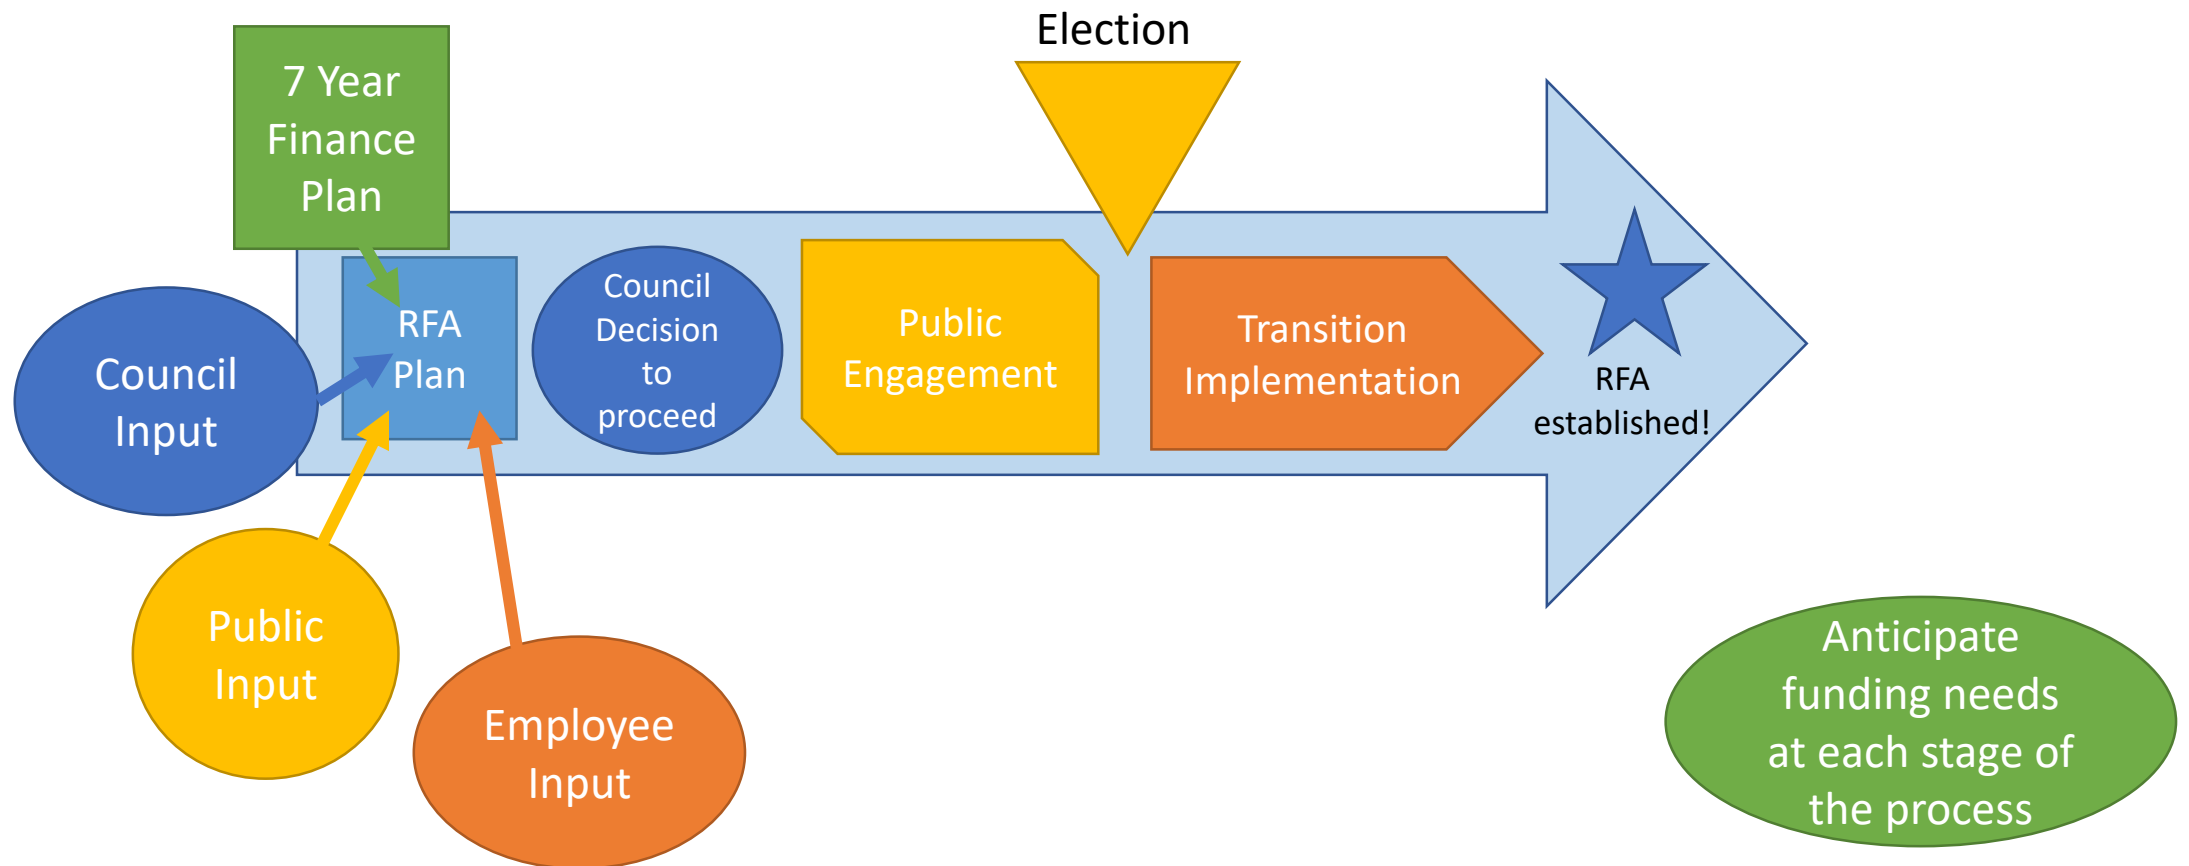 Election
7 Year
Finance
Plan
RFA
Plan
Council
Decision
to
proceed
Public
Engagement
Transition
Implementation
RFA
established!
Council
Input
Public
Input
Employee
Input
Anticipate
funding needs
at each stage of
the process